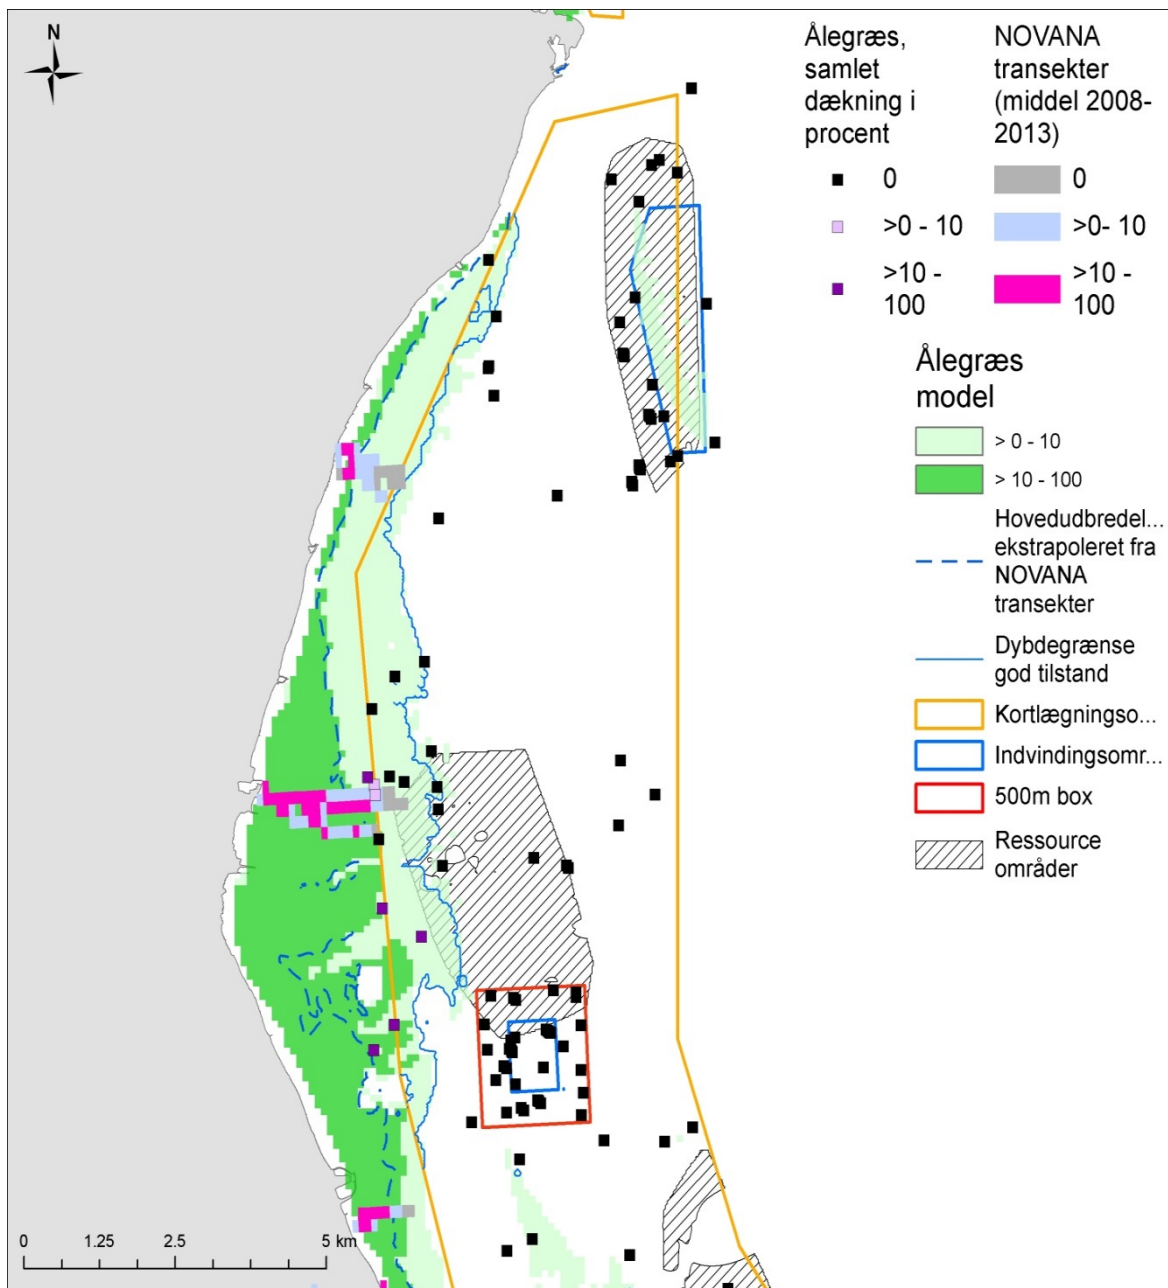 N
Ålegræs,
samlet
dækning i
procent
0
>0 - 10
>10 -
100
NOVANA
transekter
(middel 2008-
2013)
0
>0- 10
>10 -
100
Ålegræs
model
> 0 - 10
> 10 - 100
Hovedudbredel...
ekstrapoleret fra
NOVANA
transekter
Dybdegrænse
god tilstand
Kortlægningso...
Indvindingsomr...
500m box
Ressource
områder
0 1.25 2.5 5 km